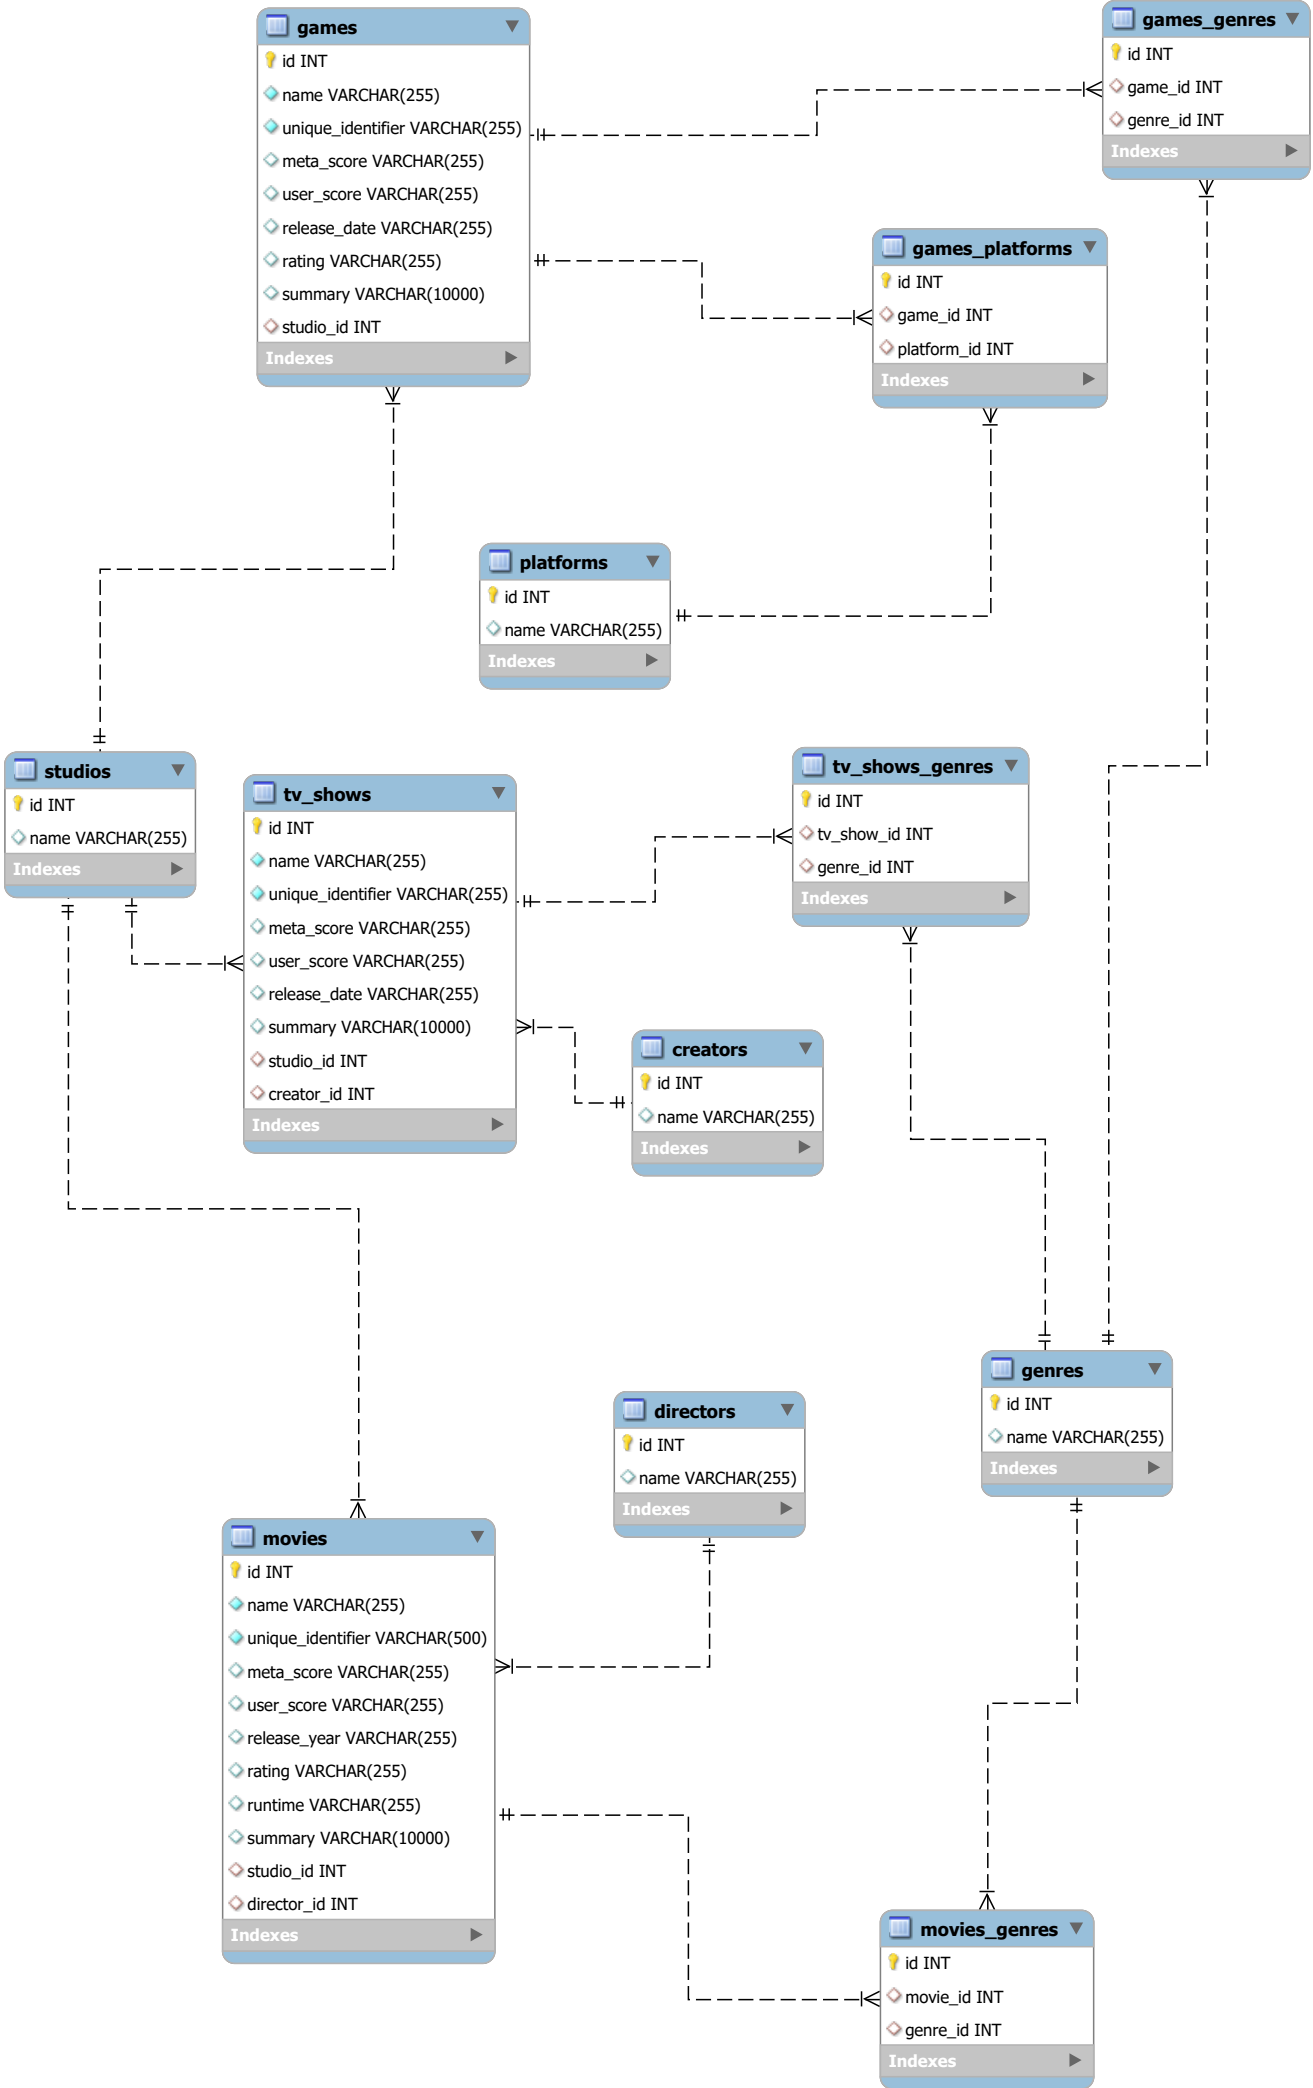 games
id INT
name VARCHAR(255)
unique_identifier VARCHAR(255)
meta_score VARCHAR(255)
user_score VARCHAR(255)
release_date VARCHAR(255)
rating VARCHAR(255)
summary VARCHAR(10000)
studio_id INT
Indexes
games_genres
id INT
game_id INT
genre_id INT
Indexes
games_platforms
id INT
game_id INT
platform_id INT
Indexes
platforms
id INT
name VARCHAR(255)
Indexes
studios
id INT
name VARCHAR(255)
Indexes
tv_shows
id INT
name VARCHAR(255)
unique_identifier VARCHAR(255)
meta_score VARCHAR(255)
user_score VARCHAR(255)
release_date VARCHAR(255)
summary VARCHAR(10000)
studio_id INT
creator_id INT
Indexes
tv_shows_genres
id INT
tv_show_id INT
genre_id INT
Indexes
creators
id INT
name VARCHAR(255)
Indexes
genres
id INT
name VARCHAR(255)
Indexes
directors
id INT
name VARCHAR(255)
Indexes
movies
id INT
name VARCHAR(255)
unique_identifier VARCHAR(500)
meta_score VARCHAR(255)
user_score VARCHAR(255)
release_year VARCHAR(255)
rating VARCHAR(255)
runtime VARCHAR(255)
summary VARCHAR(10000)
studio_id INT
director_id INT
Indexes
movies_genres
id INT
movie_id INT
genre_id INT
Indexes